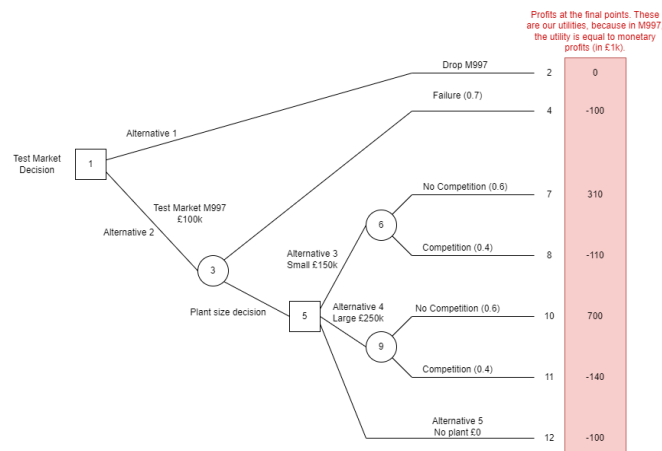 Profits at the final points. These
are our utilities, because in M997
the utility is equal to monetary
profits (in £1k).
Drop M997
2
0
Failure (0.7)
4
-100
Alternative 1
Test Market
Decision
1
Test Market M997
£100k
Alternative 2
3
No Competition (0.6)
7
310
6
Alternative 3
Small £150k
Competition (0.4)
8
-110
Plant size decision
5
Alternative 4
Large £250k
No Competition (0.6)
10
700
9
Competition (0.4)
11
-140
Alternative 5
No plant £0
12
-100